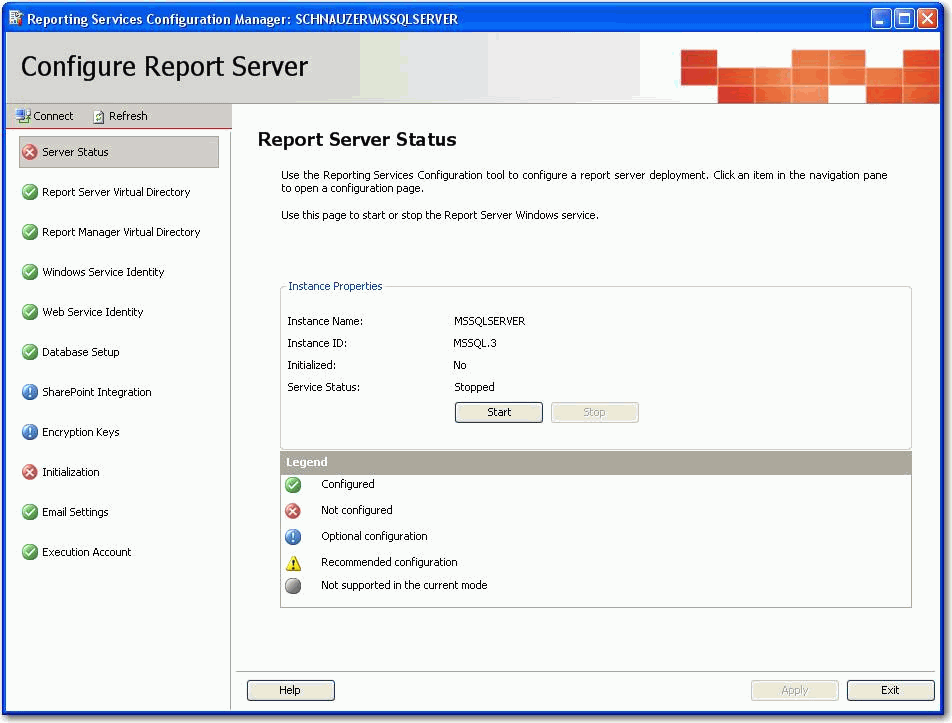 Reporting Services Configuration Manager: SCHNAUZER\MSSQLSERVER
Configure Report Server
Connect Refresh
Server Status
Report Server Virtual Directory
Report Manager Virtual Directory
Windows Service Identity
Web Service Identity
Database Setup
SharePoint Integration
Encryption Keys
Initialization
Email Settings
Execution Account
Report Server Status
Use the Reporting Services Configuration tool to configure a report server deployment. Click an item in the navigation pane
to open a configuration page.
Use this page to start or stop the Report Server Windows service.
Instance Properties
Instance Name: MSSQLSERVER
Instance ID: MSSQL.3
Initialized: No
Service Status: Stopped
Start Stop
Legend
Configured
Not configured
Optional configuration
Recommended configuration
Not supported in the current mode
Help Apply Exit